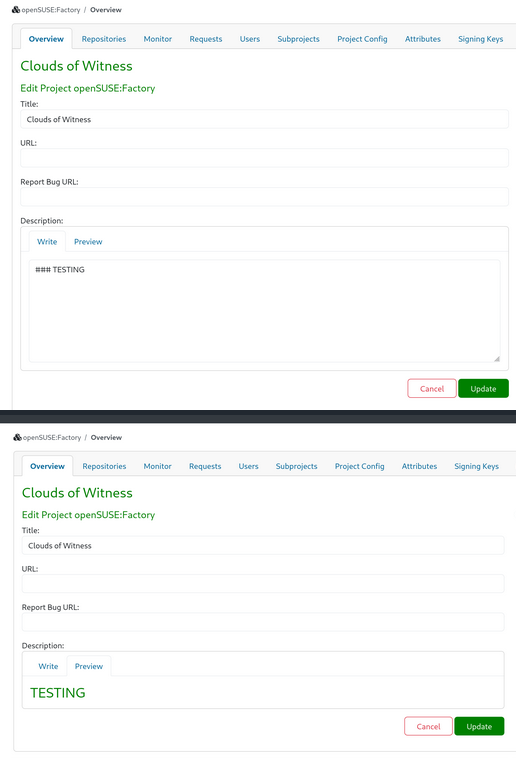 openSUSE:Factory / Overview
Overview Repositories Monitor Requests Users Subprojects Project Config Attributes Signing Keys
Clouds of Witness
Edit Project openSUSE:Factory
Title:
Clouds of Witness
URL:
Report Bug URL:
Description:
Write Preview
### TESTING
Cancel Update
openSUSE:Factory / Overview
Overview Repositories Monitor Requests Users Subprojects Project Config Attributes Signing Keys
Clouds of Witness
Edit Project openSUSE:Factory
Title:
Clouds of Witness
URL:
Report Bug URL:
Description:
Write Preview
TESTING
Cancel Update